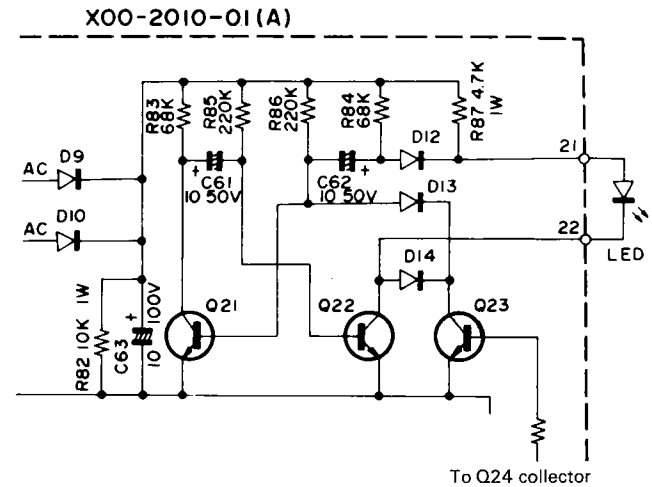 X00-2010-01(A)
R83
68K
R85
220K
R86
220K
R84
68K
R87 4.7K
1W
D12
21
AC
D9
+
C61
10 50V
+
C62
10 50V
D13
AC
D10
22
LED
D14
R82 10K 1W
C63
+
10 100V
Q21
Q22
Q23
To Q24 collector